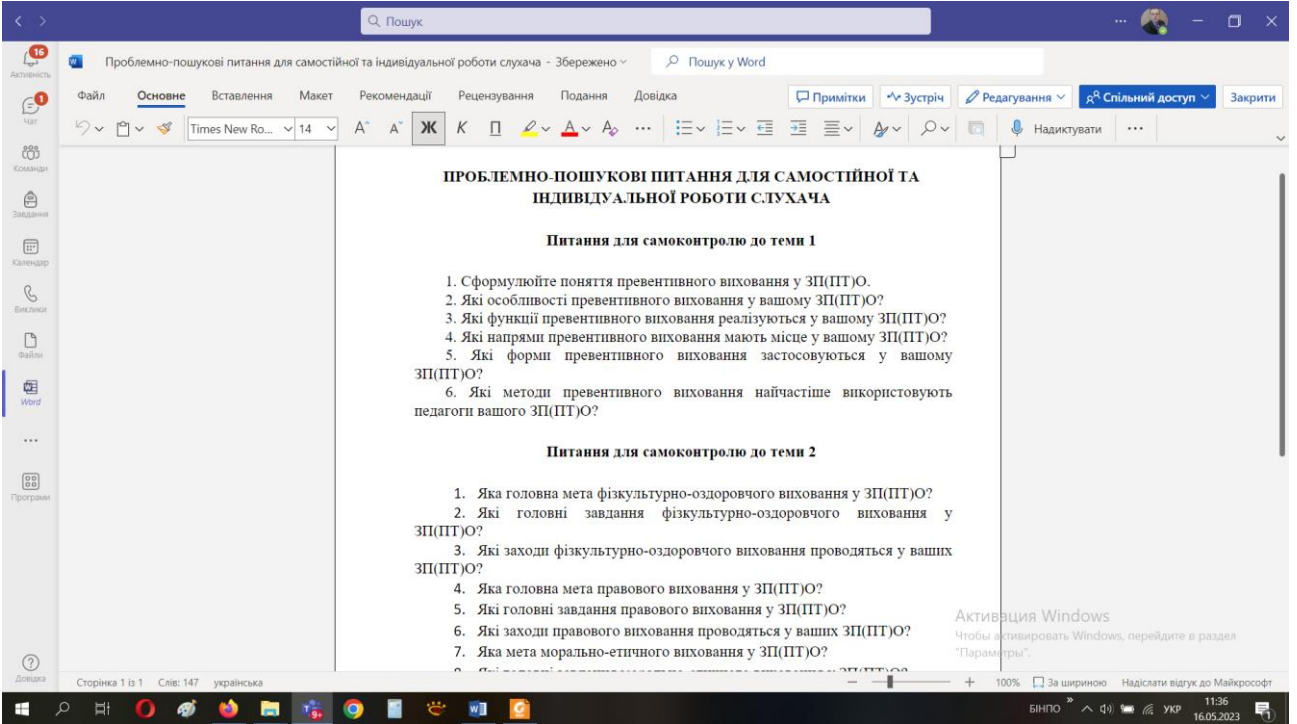 Пошук
Проблемно-пошукові питання для самостійної та індивідуальної роботи слухача - Збережено
Пошук у Word
Файл Основне Вставлення Макет Рекомендації Рецензування Подання Довідка Примітки Зустріч Редагування Спільний доступ Закрити
Times New Ro... 14 Ж К П Надиктувати
16
Активність
1
Чат
Команди
Завдання
Календар
Виклики
Файли
Word
Програми
Довідка
ПРОБЛЕМНО-ПОШУКОВІ ПИТАННЯ ДЛЯ САМОСТІЙНОЇ ТА
ІНДИВІДУАЛЬНОЇ РОБОТИ СЛУХАЧА
Питання для самоконтролю до теми 1
1. Сформулюйте поняття превентивного виховання у ЗП(ПТ)О.
2. Які особливості превентивного виховання у вашому ЗП(ПТ)О?
3. Які функції превентивного виховання реалізуються у вашому ЗП(ПТ)О?
4. Які напрями превентивного виховання мають місце у вашому ЗП(ПТ)О?
5. Які форми превентивного виховання застосовуються у вашому
ЗП(ПТ)О?
6. Які методи превентивного виховання найчастіше використовують
педагоги вашого ЗП(ПТ)О?
Питання для самоконтролю до теми 2
1. Яка головна мета фізкультурно-оздоровчого виховання у ЗП(ПТ)О?
2. Які головні завдання фізкультурно-оздоровчого виховання у
ЗП(ПТ)О?
3. Які заходи фізкультурно-оздоровчого виховання проводяться у ваших
ЗП(ПТ)О?
4. Яка головна мета правового виховання у ЗП(ПТ)О?
5. Які головні завдання правового виховання у ЗП(ПТ)О?
6. Які заходи правового виховання проводяться у ваших ЗП(ПТ)О?
7. Яка мета морально-етичного виховання у ЗП(ПТ)О?
Активация Windows
Чтобы активировать Windows, перейдите в раздел
"Параметры".
Сторінка 1 із 1 Слів: 147 українська 100% За шириною Надіслати відгук до Майкрософт
БІНПО УКР 11:36
16.05.2023